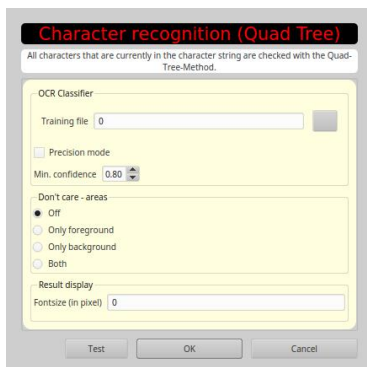 Character recognition (Quad Tree)
All characters that are currently in the character string are checked with the Quad-
Tree-Method.
OCR Classifier
Training file 0
Precision mode
Min. confidence 0.80
Don't care - areas
Off
Only foreground
Only background
Both
Result display
Fontsize (in pixel) 0
Test OK Cancel